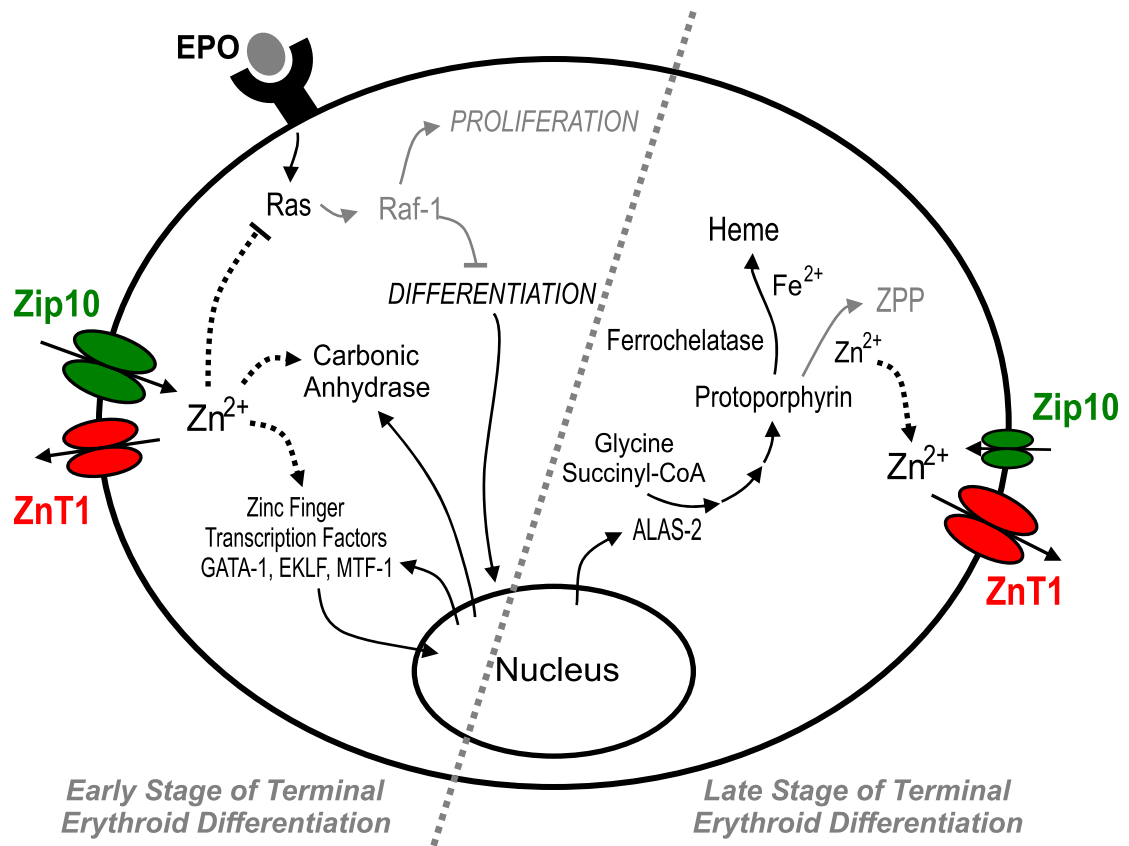 EPO
PROLIFERATION
Ras
Raf-1
DIFFERENTIATION
Zip10
Carbonic
Anhydrase
Zn2+
ZnT1
Zinc Finger
Transcription Factors
GATA-1, EKLF, MTF-1
Heme
Fe2+
ZPP
Ferrochelatase
Zn2+
Protoporphyrin
Zip10
Glycine
Succinyl-CoA
Zn2+
ALAS-2
ZnT1
Nucleus
Early Stage of Terminal
Erythroid Differentiation
Late Stage of Terminal
Erythroid Differentiation